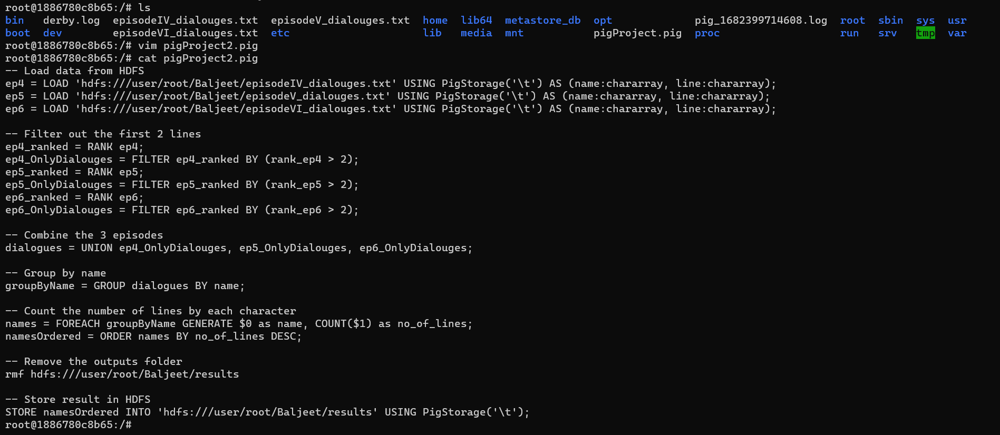 root@1886780c8b65:/# ls
bin   derby.log  episodeIV_dialouges.txt  episodeV_dialouges.txt  home  lib64  metastore_db  opt             pig_1682399714608.log  root  sbin  sys  usr
boot  dev        episodeVI_dialouges.txt  etc                     lib   media  mnt           pigProject.pig  proc                   run   srv   tmp  var
root@1886780c8b65:/# vim pigProject2.pig
root@1886780c8b65:/# cat pigProject2.pig
-- Load data from HDFS
ep4 = LOAD 'hdfs:///user/root/Baljeet/episodeIV_dialouges.txt' USING PigStorage('\t') AS (name:chararray, line:chararray);
ep5 = LOAD 'hdfs:///user/root/Baljeet/episodeV_dialouges.txt' USING PigStorage('\t') AS (name:chararray, line:chararray);
ep6 = LOAD 'hdfs:///user/root/Baljeet/episodeVI_dialouges.txt' USING PigStorage('\t') AS (name:chararray, line:chararray);

-- Filter out the first 2 lines
ep4_ranked = RANK ep4;
ep4_OnlyDialouges = FILTER ep4_ranked BY (rank_ep4 > 2);
ep5_ranked = RANK ep5;
ep5_OnlyDialouges = FILTER ep5_ranked BY (rank_ep5 > 2);
ep6_ranked = RANK ep6;
ep6_OnlyDialouges = FILTER ep6_ranked BY (rank_ep6 > 2);

-- Combine the 3 episodes
dialogues = UNION ep4_OnlyDialouges, ep5_OnlyDialouges, ep6_OnlyDialouges;

-- Group by name
groupByName = GROUP dialogues BY name;

-- Count the number of lines by each character
names = FOREACH groupByName GENERATE $0 as name, COUNT($1) as no_of_lines;
namesOrdered = ORDER names BY no_of_lines DESC;

-- Remove the outputs folder
rmf hdfs:///user/root/Baljeet/results

-- Store result in HDFS
STORE namesOrdered INTO 'hdfs:///user/root/Baljeet/results' USING PigStorage('\t');
root@1886780c8b65:/#